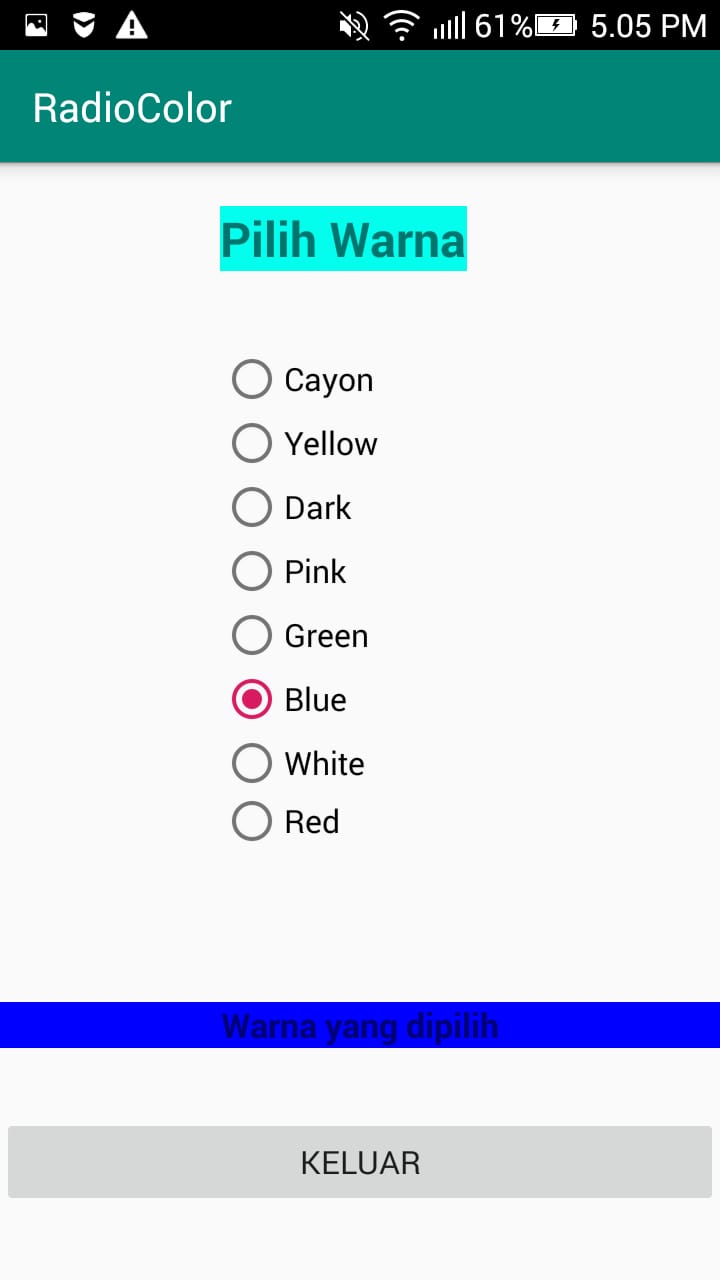 61% 5.05 PM
RadioColor
Pilih Warna
Cayon
Yellow
Dark
Pink
Green
Blue
White
Red
Warna yang dipilih
KELUAR